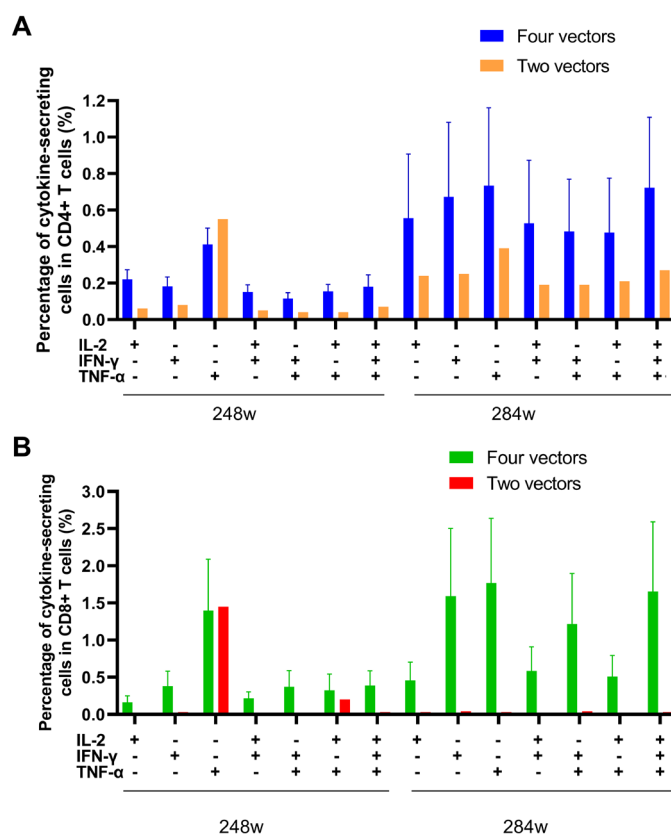 A
Four vectors
Two vectors
Percentage of cytokine-secreting
cells in CD4+ T cells (%)
1.2
1.0
0.8
0.6
0.4
0.2
0.0
IL-2 + - - + - + + + - - + - + +
IFN-γ - + - + + - + - + - + + - +
TNF-α - - + - + + + - - + - + + +
248w 284w
B
Four vectors
Two vectors
Percentage of cytokine-secreting
cells in CD8+ T cells (%)
3.0
2.5
2.0
1.5
1.0
0.5
0.0
IL-2 + - - + - + + + - - + - + +
IFN-γ - + - + + - + - + - + + - +
TNF-α - - + - + + + - - + - + + +
248w 284w